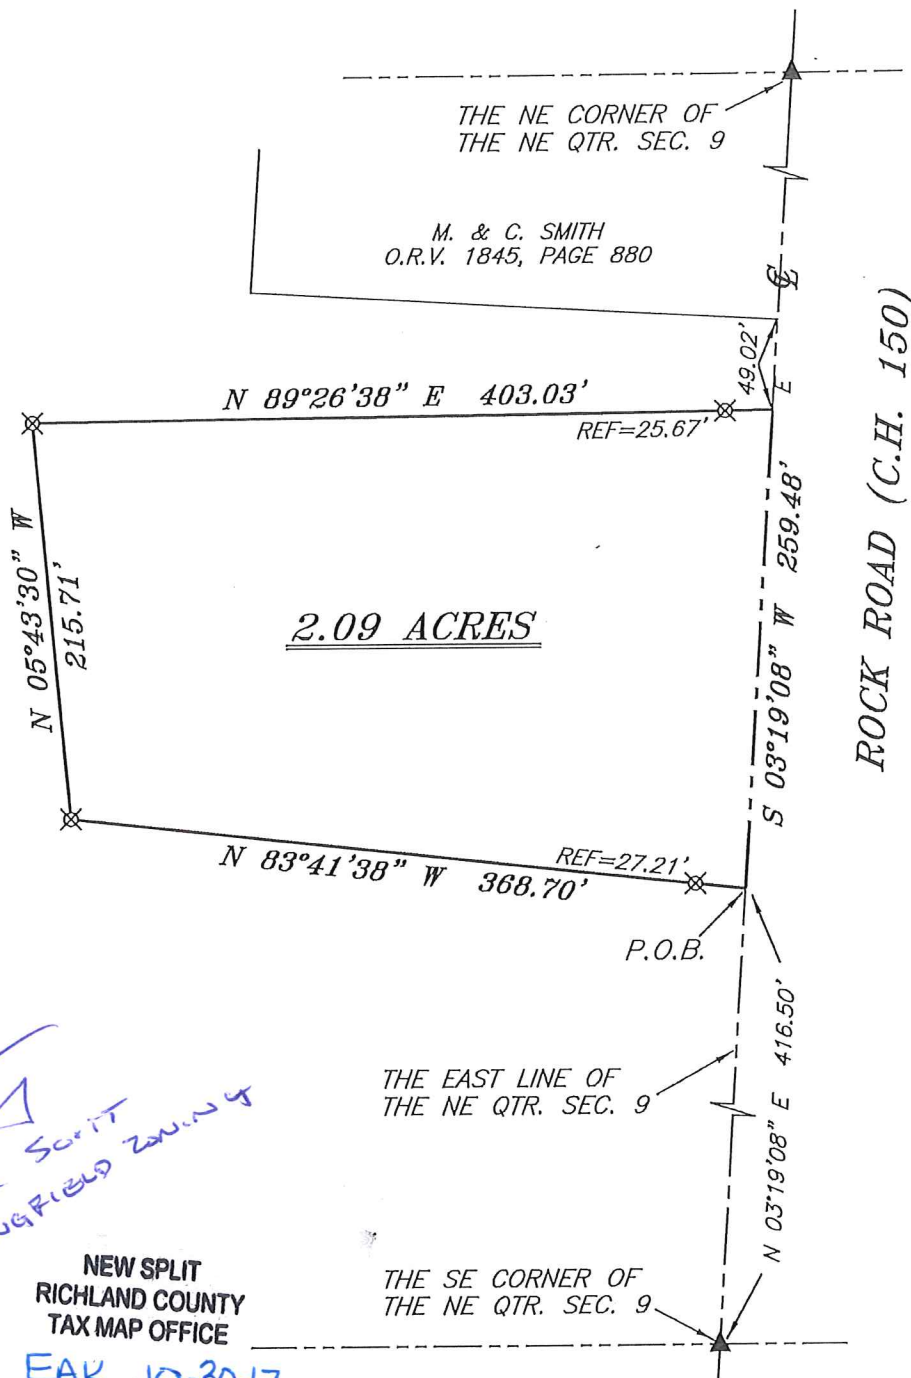 THE NE CORNER OF
THE NE QTR. SEC. 9
M. & C. SMITH
O.R.V. 1845, PAGE 880
49.02'
E
ROCK ROAD (C.H. 150)
N 89°26'38" E 403.03'
REF=25.67'
N 05°43'30" W
215.71'
2.09 ACRES
S 03°19'08" W 259.48'
N 83°41'38" W 368.70'
REF=27.21'
P.O.B.
THE EAST LINE OF
THE NE QTR. SEC. 9
N 03°19'08" E 416.50'
ZONING
THE SE CORNER OF
THE NE QTR. SEC. 9
NEW SPLIT
RICHLAND COUNTY
TAX MAP OFFICE